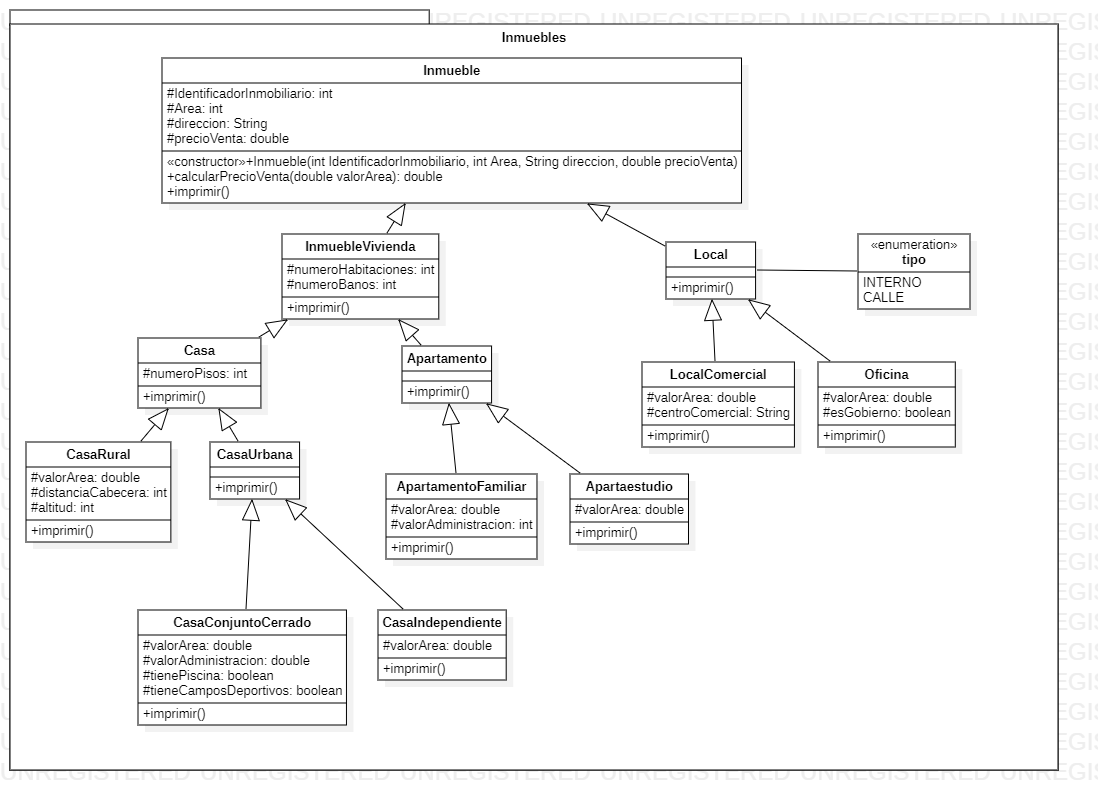 Inmuebles
Inmueble
#IdentificadorInmobiliario: int
#Area: int
#direccion: String
#precioVenta: double
«constructor»+Inmueble(int IdentificadorInmobiliario, int Area, String direccion, double precioVenta)
+calcularPrecioVenta(double valorArea): double
+imprimir()
InmuebleVivienda
#numeroHabitaciones: int
#numeroBanos: int
+imprimir()
Local
+imprimir()
«enumeration»
tipo
INTERNO
CALLE
Casa
#numeroPisos: int
+imprimir()
Apartamento
+imprimir()
LocalComercial
#valorArea: double
#centroComercial: String
+imprimir()
Oficina
#valorArea: double
#esGobierno: boolean
+imprimir()
CasaRural
#valorArea: double
#distanciaCabecera: int
#altitud: int
+imprimir()
CasaUrbana
+imprimir()
ApartamentoFamiliar
#valorArea: double
#valorAdministracion: int
+imprimir()
Apartaestudio
#valorArea: double
+imprimir()
CasaConjuntoCerrado
#valorArea: double
#valorAdministracion: double
#tienePiscina: boolean
#tieneCamposDeportivos: boolean
+imprimir()
CasaIndependiente
#valorArea: double
+imprimir()
UNREGISTERED UNREGISTERED UNREGISTERED UNREGISTERED UNREGISTERED UNREGIS